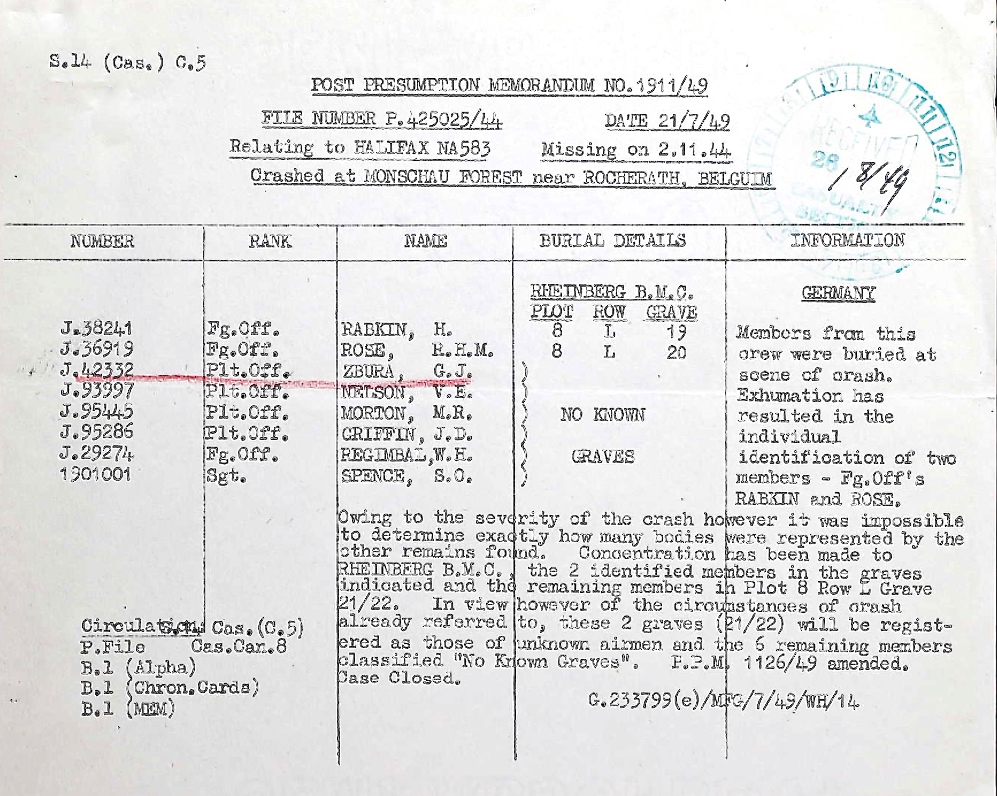 S.14 (Cas.) C.5
POST PRESUMPTION MEMORANDUM NO.1911/49
FILE NUMBER P.425025/44 DATE 21/7/49
Relating to HALIFAX NA583 Missing on 2.11.44
Crashed at MONSCHAU FOREST near ROCHERATH, BELGUIM
RECEIVED
26/8/49
CASUALTY
NUMBER RANK NAME BURIAL DETAILS INFORMATION
RHEINBERG B.M.C. GERMANY
PLOT ROW GRAVE
J.38241 Fg.Off. RABKIN, H. 8 L 19 Members from this
J.36919 Fg.Off. ROSE, R.H.M. 8 L 20 crew were buried at
J.42332 Plt.Off. ZBURA, G.J. scene of crash.
J.93997 Plt.Off. NELSON, V.E. Exhumation has
J.95445 Plt.Off. MORTON, M.R. NO KNOWN resulted in the
J.95286 Plt.Off. GRIFFIN, J.D. individual
J.29274 Fg.Off. REGIMBAL,W.H. GRAVES identification of two
1901001 Sgt. SPENCE, S.O. members - Fg.Off's
RABKIN and ROSE.
Owing to the severity of the crash however it was impossible
to determine exactly how many bodies were represented by the
other remains found. Concentration has been made to
RHEINBERG B.M.C., the 2 identified members in the graves
indicated and the remaining members in Plot 8 Row L Grave
21/22. In view however of the circumstances of crash
already referred to, these 2 graves (21/22) will be regist-
ered as those of unknown airmen and the 6 remaining members
classified "No Known Graves". P.P.M. 1126/49 amended.
Case Closed.
Circulation: Cas.(C.5)
P.File Cas.Can.8
B.1 (Alpha)
B.1 (Chron.Cards)
B.1 (MEM)
G.233799(e)/MFG/7/49/WH/14